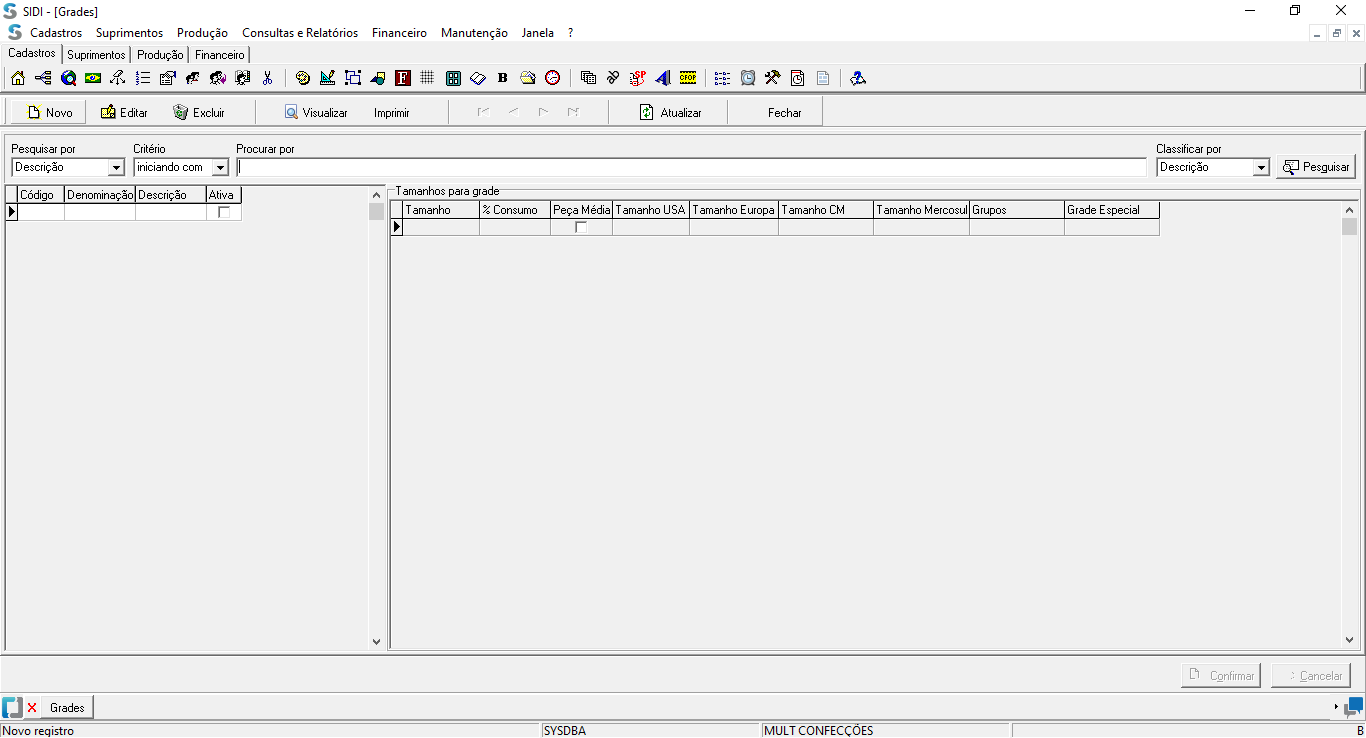 SIDI - [Grades]
Cadastros Suprimentos Produção Consultas e Relatórios Financeiro Manutenção Janela ?
Cadastros Suprimentos Produção Financeiro
F B SP CFOP
Novo Editar Excluir Visualizar Imprimir Atualizar Fechar
Pesquisar por Critério Procurar por Classificar por
Descrição iniciando com Descrição Pesquisar
Código Denominação Descrição Ativa
Tamanhos para grade
Tamanho % Consumo Peça Média Tamanho USA Tamanho Europa Tamanho CM Tamanho Mercosul Grupos Grade Especial
Confirmar Cancelar
Grades
Novo registro SYSDBA MULT CONFECÇÕES B